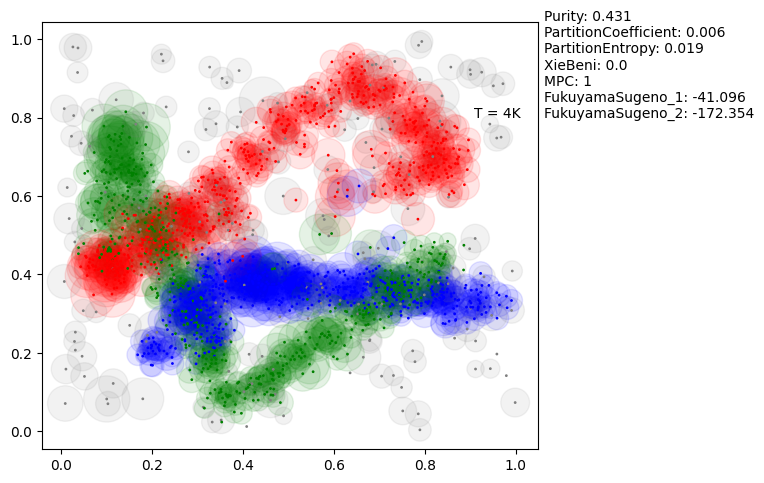 Purity: 0.431
PartitionCoefficient: 0.006
PartitionEntropy: 0.019
XieBeni: 0.0
MPC: 1
FukuyamaSugeno_1: -41.096
FukuyamaSugeno_2: -172.354
T = 4K
1.0
0.8
0.6
0.4
0.2
0.0
0.0 0.2 0.4 0.6 0.8 1.0